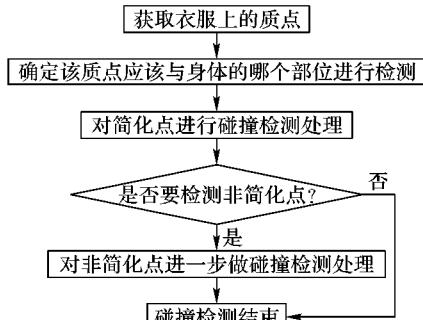 获取衣服上的质点
确定该质点应该与身体的哪个部位进行检测
对简化点进行碰撞检测处理
是否要检测非简化点?
否
是
对非简化点进一步做碰撞检测处理
碰撞检测结束